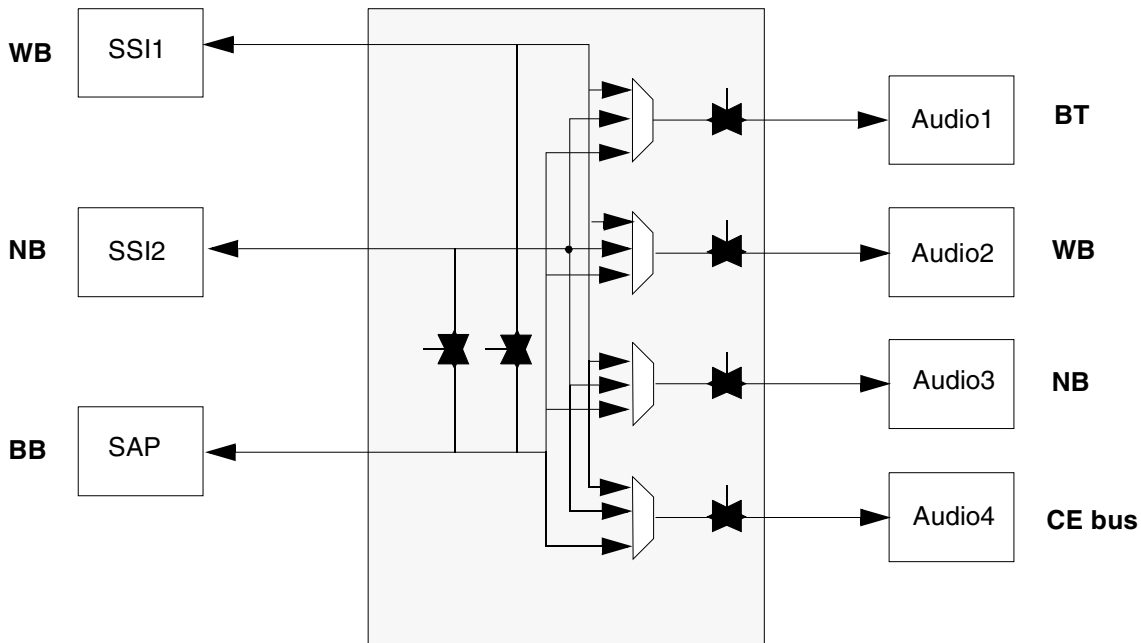 WB
SSI1
Audio1
BT
NB
SSI2
Audio2
WB
Audio3
NB
BB
SAP
Audio4
CE bus